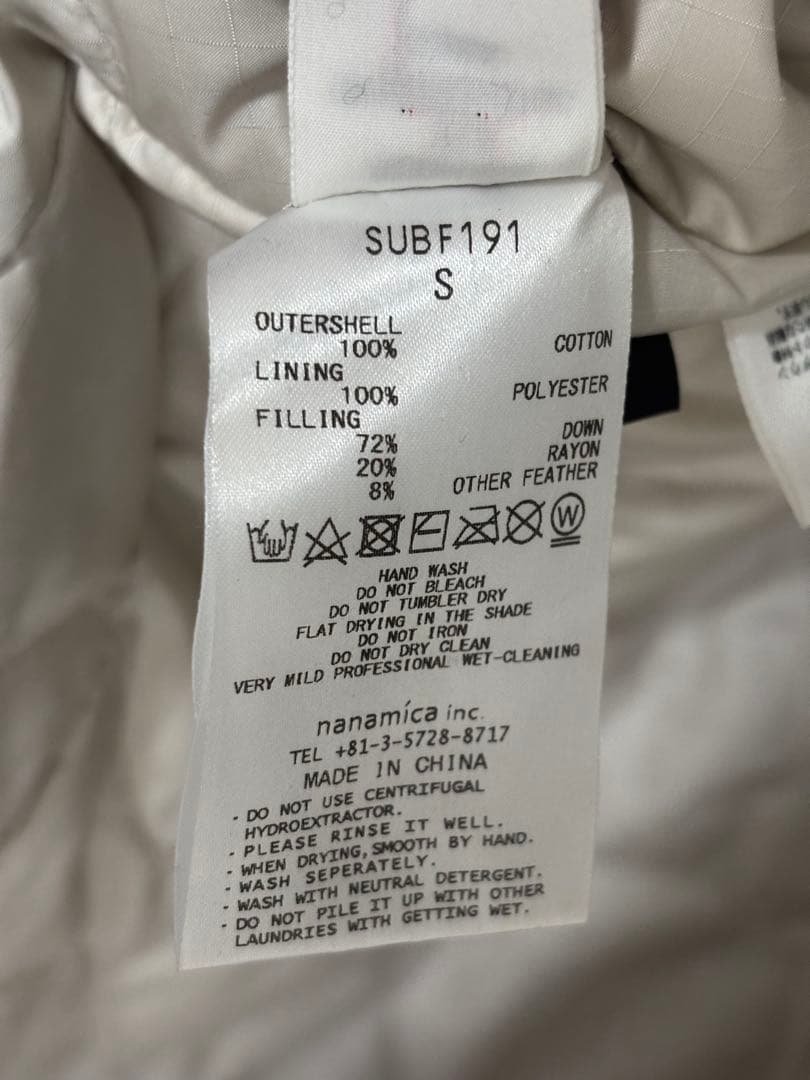 SUBF191
S
OUTERSHELL
100% COTTON
LINING
100% POLYESTER
FILLING
72% DOWN
20% RAYON
8% OTHER FEATHER
W
HAND WASH
DO NOT BLEACH
DO NOT TUMBLER DRY
FLAT DRYING IN THE SHADE
DO NOT IRON
DO NOT DRY CLEAN
VERY MILD PROFESSIONAL WET-CLEANING
nanamica inc.
TEL +81-3-5728-8717
MADE IN CHINA
- DO NOT USE CENTRIFUGAL
HYDROEXTRACTOR.
- PLEASE RINSE IT WELL.
- WHEN DRYING, SMOOTH BY HAND.
- WASH SEPERATELY.
- WASH WITH NEUTRAL DETERGENT.
- DO NOT PILE IT UP WITH OTHER
LAUNDRIES WITH GETTING WET.